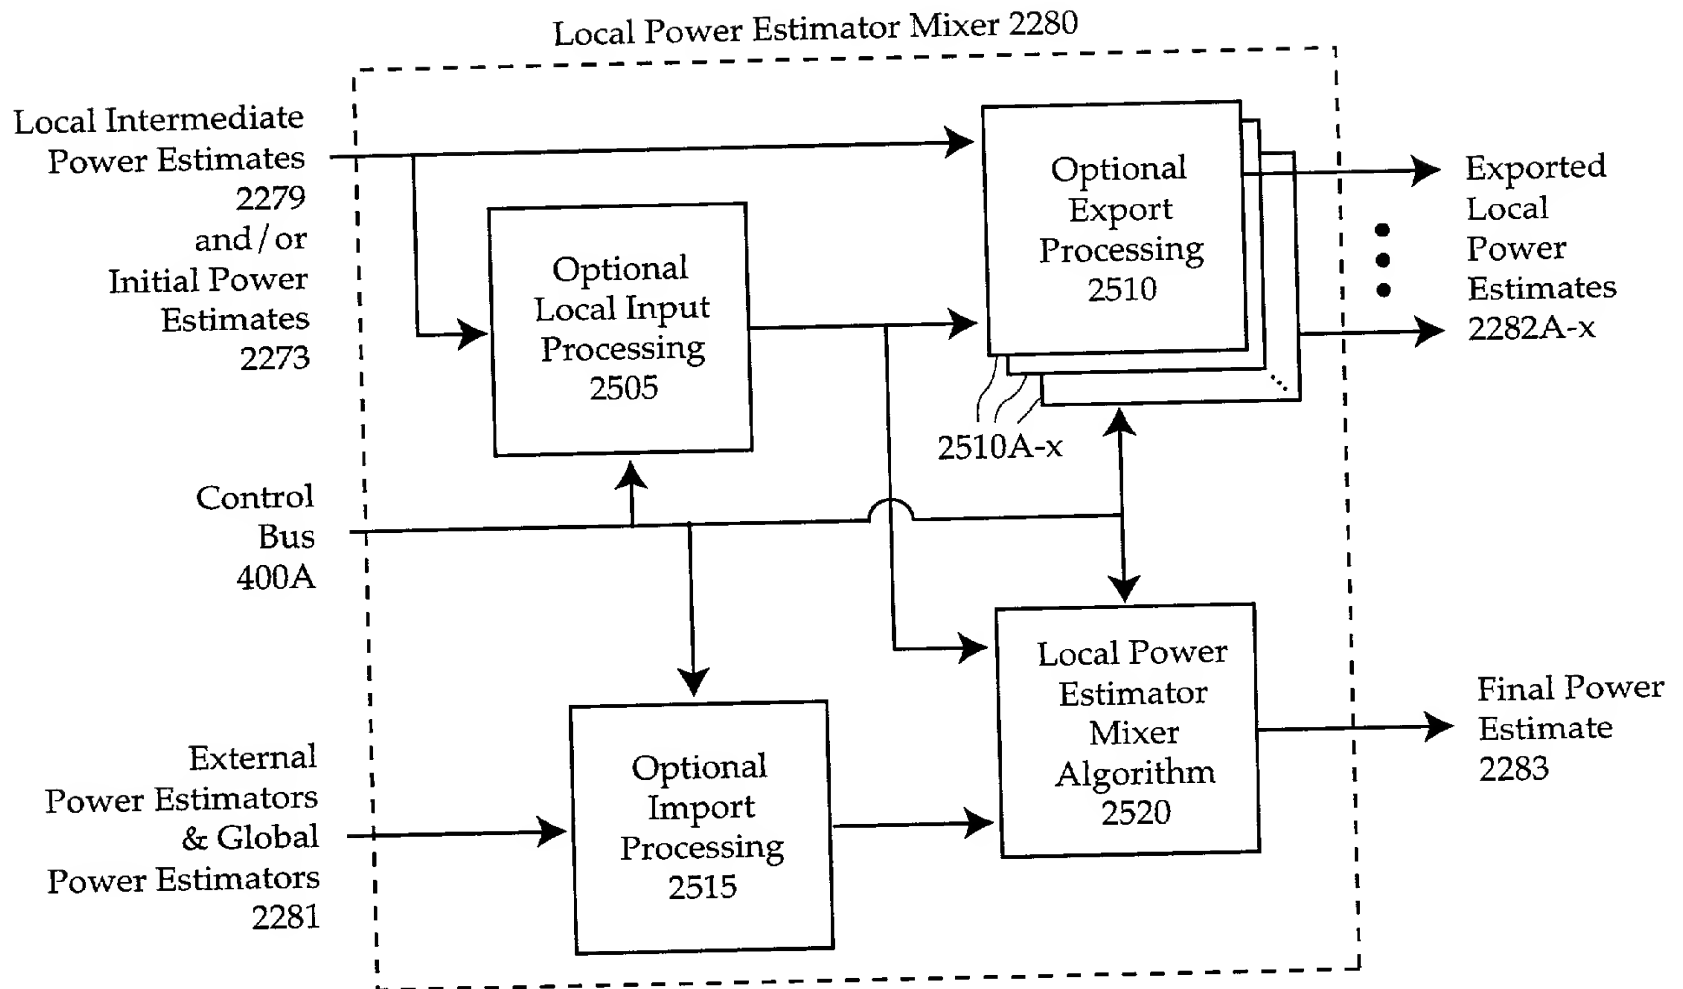 Local Power Estimator Mixer 2280
Local Intermediate
Power Estimates
2279
and/or
Initial Power
Estimates
2273
Optional
Local Input
Processing
2505
Optional
Export
Processing
2510
2510A-x
Exported
Local
Power
Estimates
2282A-x
Control
Bus
400A
External
Power Estimators
& Global
Power Estimators
2281
Optional
Import
Processing
2515
Local Power
Estimator
Mixer
Algorithm
2520
Final Power
Estimate
2283